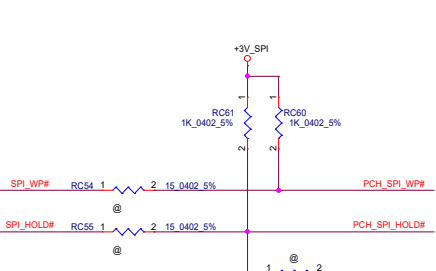 +3V_SPI
1 1
RC61 RC60
1K_0402_5% 1K_0402_5%
2 2
SPI_WP# RC54 1 2 15_0402_5% PCH_SPI_WP#
@
SPI_HOLD# RC55 1 2 15_0402_5% PCH_SPI_HOLD#
@
@
1 2